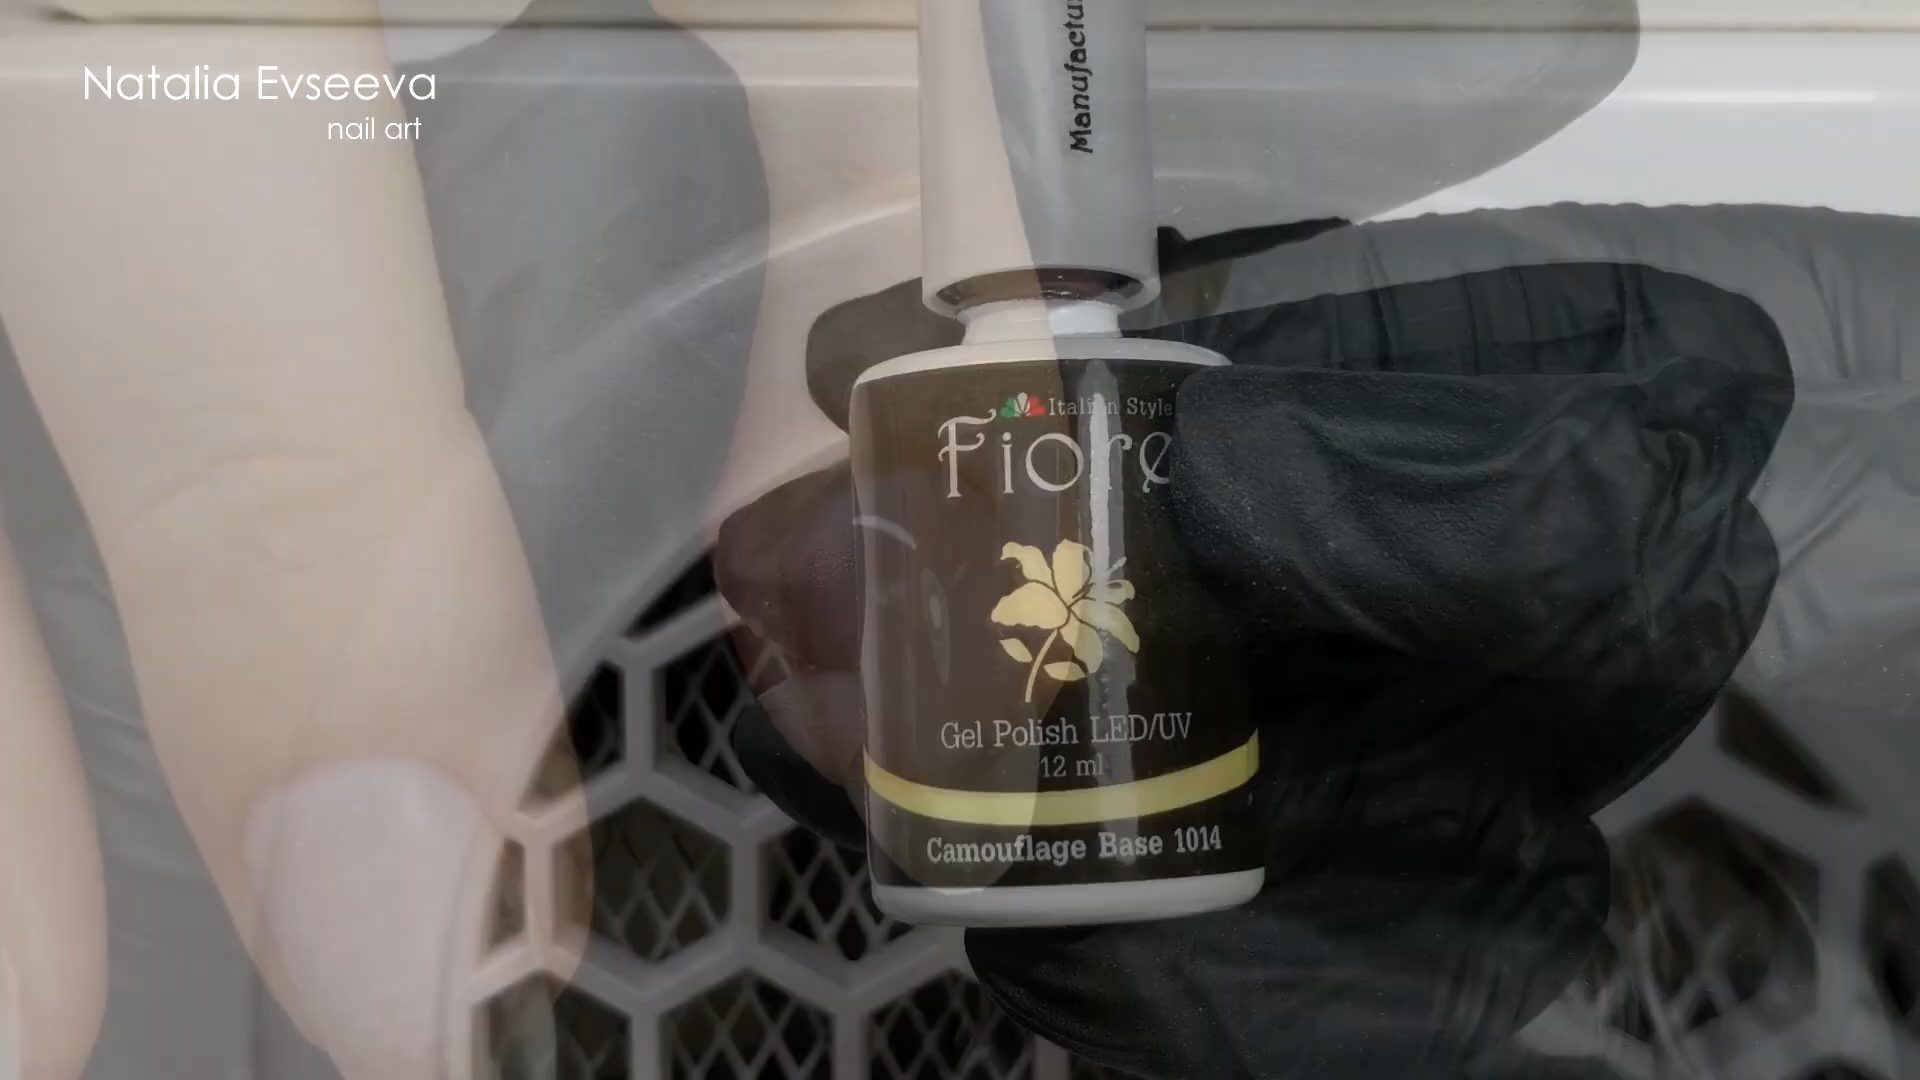 Natalia Evseeva
nail art
Italian Style
Fiore
Gel Polish LED/UV
12 ml
Camouflage Base 1014